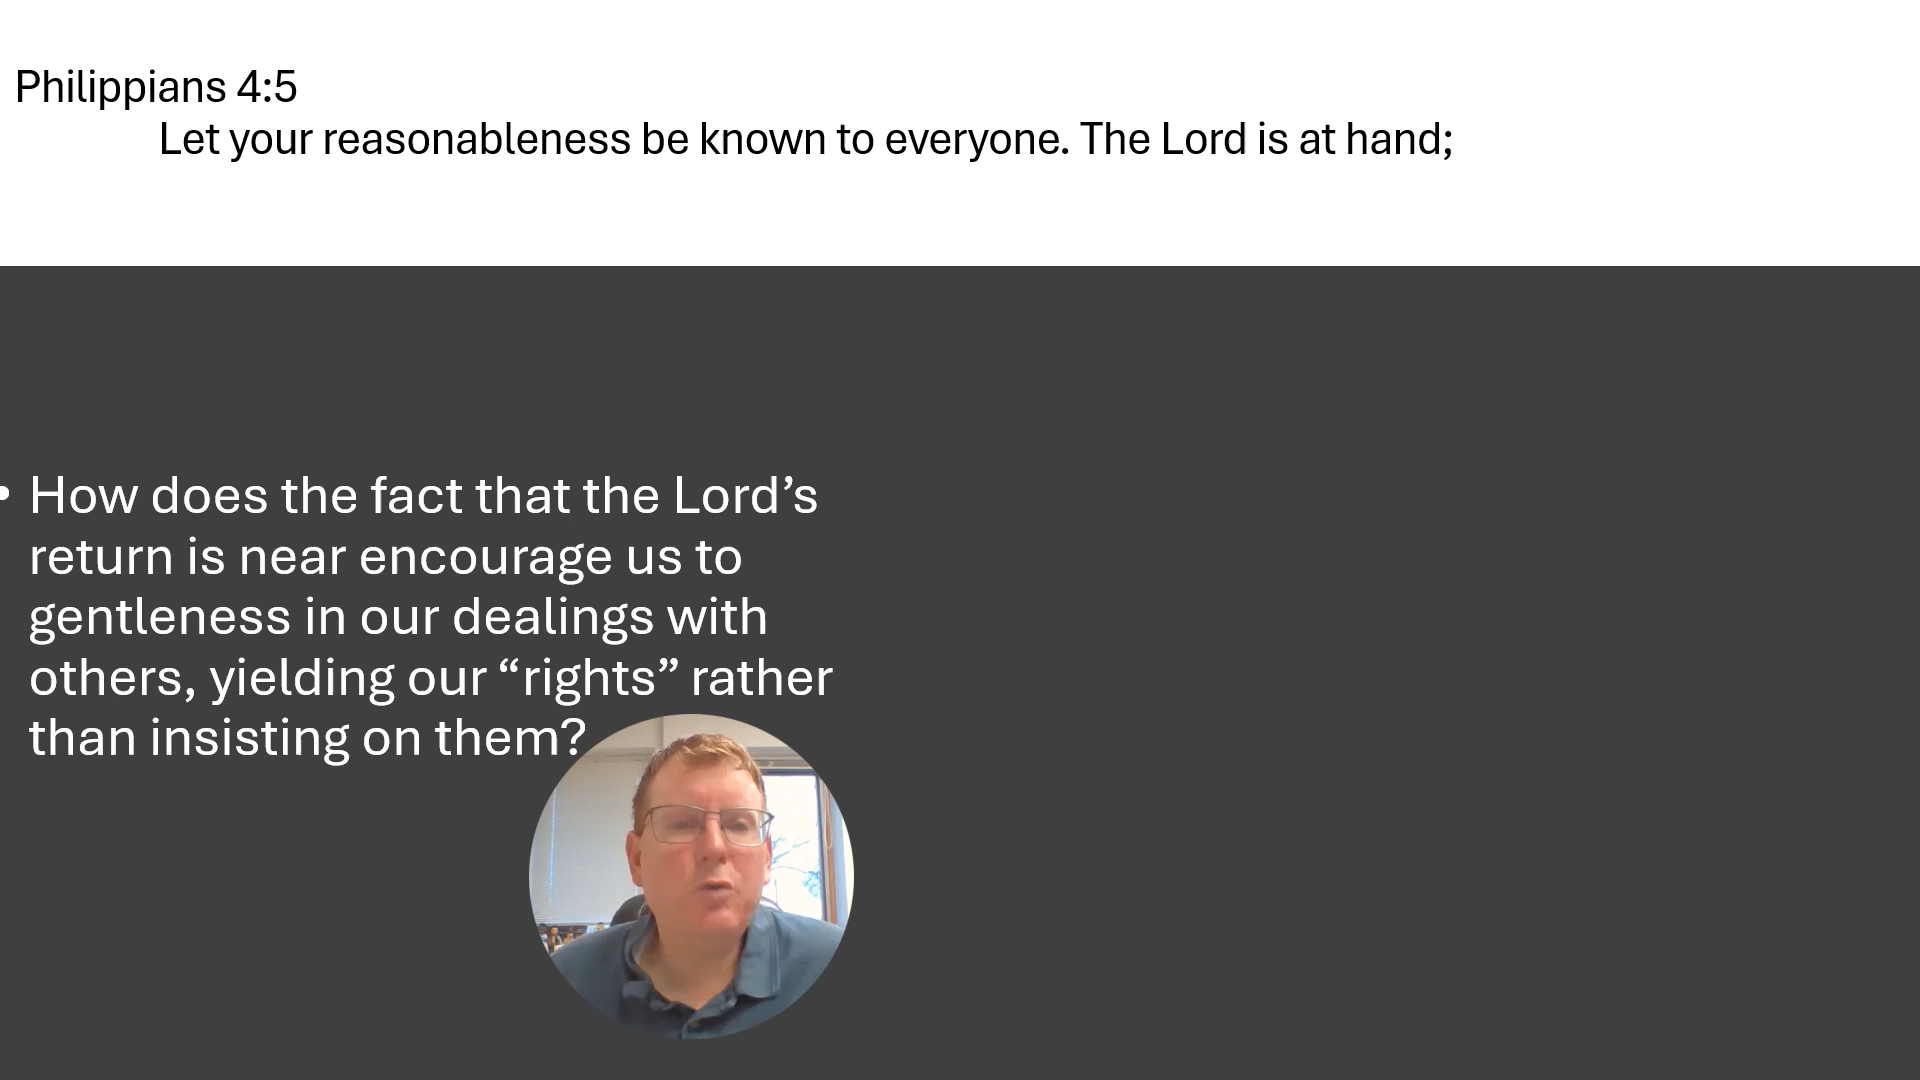 Philippians 4:5
Let your reasonableness be known to everyone. The Lord is at hand;
• How does the fact that the Lord’s
return is near encourage us to
gentleness in our dealings with
others, yielding our “rights” rather
than insisting on them?